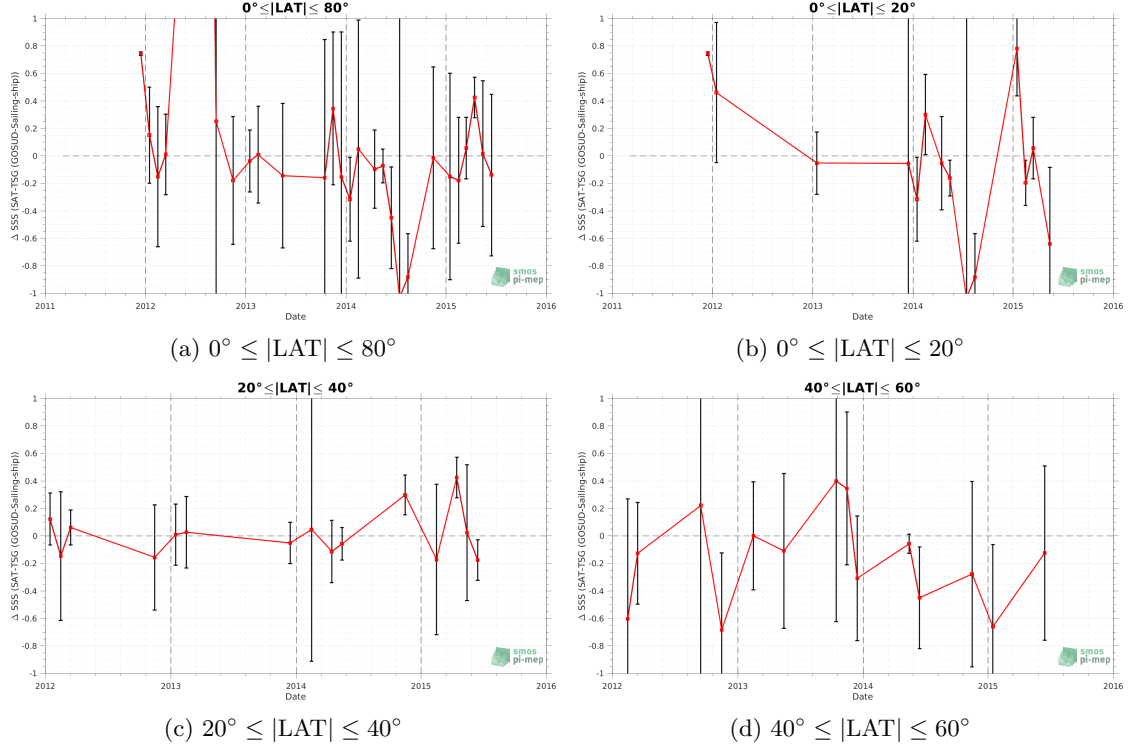 0°≤|LAT|≤ 80°
Δ SSS (SAT-TSG (GOSUD-Sailing-ship))
1
0.8
0.6
0.4
0.2
0
-0.2
-0.4
-0.6
-0.8
-1
2011 2012 2013 2014 2015 2016
Date
smos
pi-mep
(a) 0° ≤ |LAT| ≤ 80°
0°≤|LAT|≤ 20°
Δ SSS (SAT-TSG (GOSUD-Sailing-ship))
1
0.8
0.6
0.4
0.2
0
-0.2
-0.4
-0.6
-0.8
-1
2011 2012 2013 2014 2015 2016
Date
smos
pi-mep
(b) 0° ≤ |LAT| ≤ 20°
20°≤|LAT|≤ 40°
Δ SSS (SAT-TSG (GOSUD-Sailing-ship))
1
0.8
0.6
0.4
0.2
0
-0.2
-0.4
-0.6
-0.8
-1
2012 2013 2014 2015 2016
Date
smos
pi-mep
(c) 20° ≤ |LAT| ≤ 40°
40°≤|LAT|≤ 60°
Δ SSS (SAT-TSG (GOSUD-Sailing-ship))
1
0.8
0.6
0.4
0.2
0
-0.2
-0.4
-0.6
-0.8
-1
2012 2013 2014 2015 2016
Date
smos
pi-mep
(d) 40° ≤ |LAT| ≤ 60°